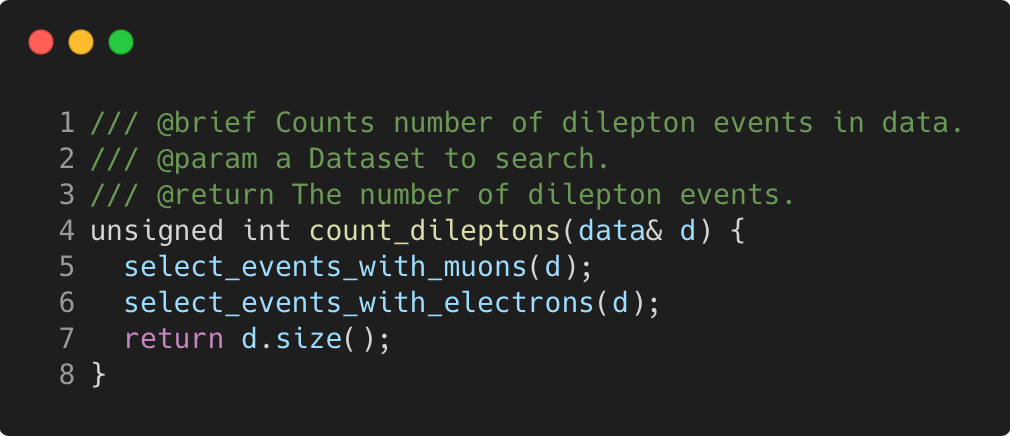 1 /// @brief Counts number of dilepton events in data.
2 /// @param a Dataset to search.
3 /// @return The number of dilepton events.
4 unsigned int count_dileptons(data& d) {
5   select_events_with_muons(d);
6   select_events_with_electrons(d);
7   return d.size();
8 }